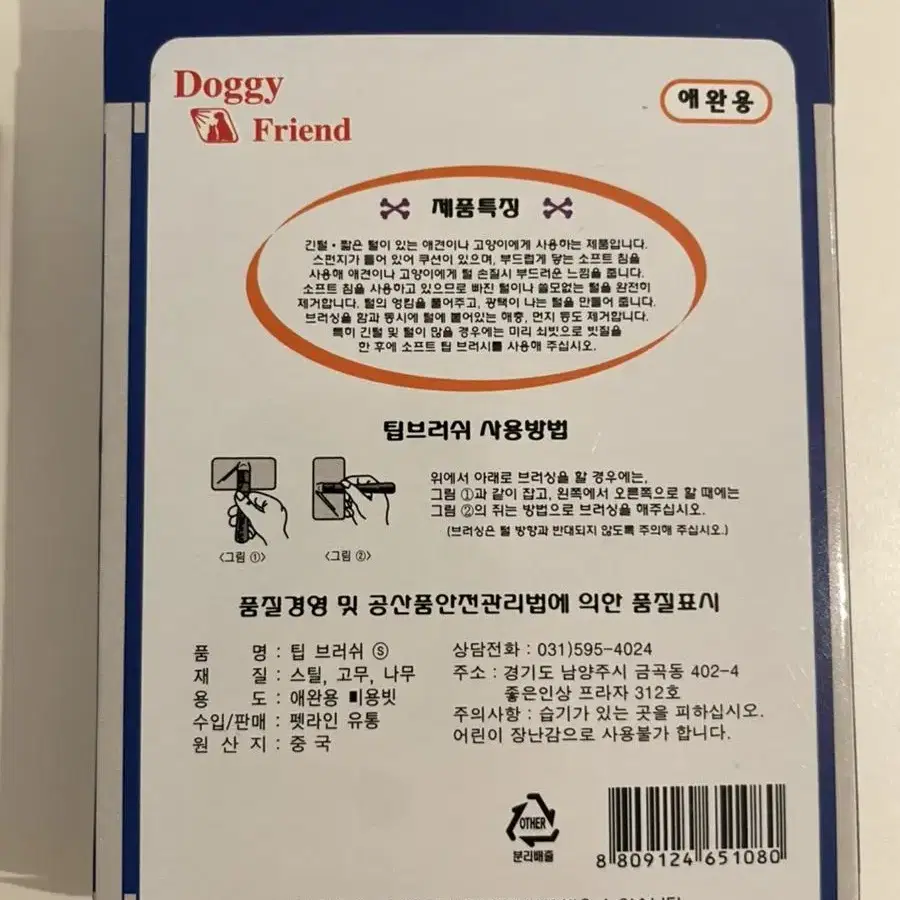 Doggy
Friend
애완용
제품특징
긴털・짧은 털이 있는 애견이나 고양이에게 사용하는 제품입니다.
스펀지가 들어 있어 쿠션이 있으며, 부드럽게 닿는 소프트 침을
사용해 애견이나 고양이에게 털 손질시 부드러운 느낌을 줍니다.
소프트 침을 사용하고 있으므로 빠진 털이나 쓸모없는 털을 완전히
제거합니다. 털의 엉킴을 풀어주고, 광택이 나는 털을 만들어 줍니다.
브러싱을 함과 동시에 털에 붙어있는 해충, 먼지 등도 제거합니다.
특히 긴털 및 털이 많을 경우에는 미리 쇠빗으로 빗질을
한 후에 소프트 팁 브러시를 사용해 주십시오.
팁브러쉬 사용방법
위에서 아래로 브러싱을 할 경우에는,
그림 ①과 같이 잡고, 왼쪽에서 오른쪽으로 할 때에는
그림 ②의 쥐는 방법으로 브러싱을 해주십시오.
(브러싱은 털 방향과 반대되지 않도록 주의해 주십시오.)
<그림 ①>
<그림 ②>
품질경영 및 공산품안전관리법에 의한 품질표시
품 명 : 팁 브러쉬 Ⓢ
재 질 : 스틸, 고무, 나무
용 도 : 애완용 미용빗
수입/판매 : 펫라인 유통
원 산 지 : 중 국
상담전화 : 031)595-4024
주소 : 경기도 남양주시 금곡동 402-4
좋은인상 프라자 312호
주의사항 : 습기가 있는 곳을 피하십시오.
어린이 장난감으로 사용불가 합니다.
OTHER
분리배출
8 809124 651080